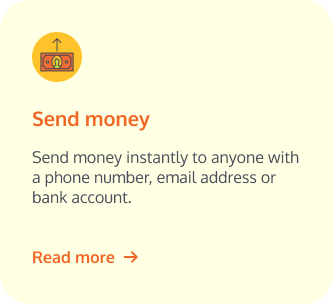 Send money
Send money instantly to anyone with
a phone number, email address or
bank account.
Read more →